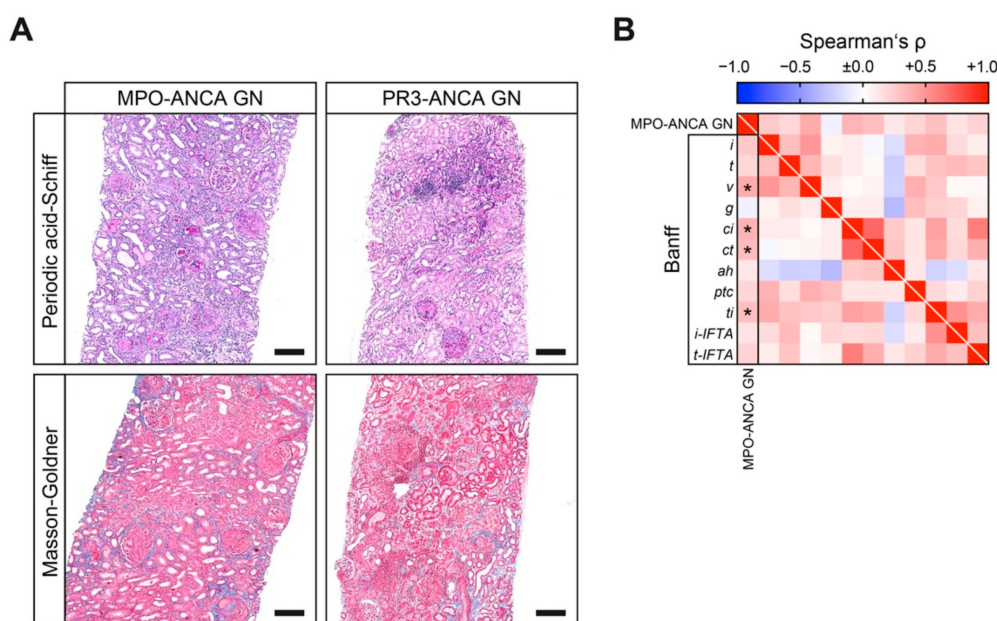 A
MPO-ANCA GN
PR3-ANCA GN
Periodic acid-Schiff
Masson-Goldner
B
Spearman‘s ρ
−1.0
−0.5
±0.0
+0.5
+1.0
MPO-ANCA GN
Banff
i
t
v
*
g
ci
*
ct
*
ah
ptc
ti
*
i-IFTA
t-IFTA
MPO-ANCA GN